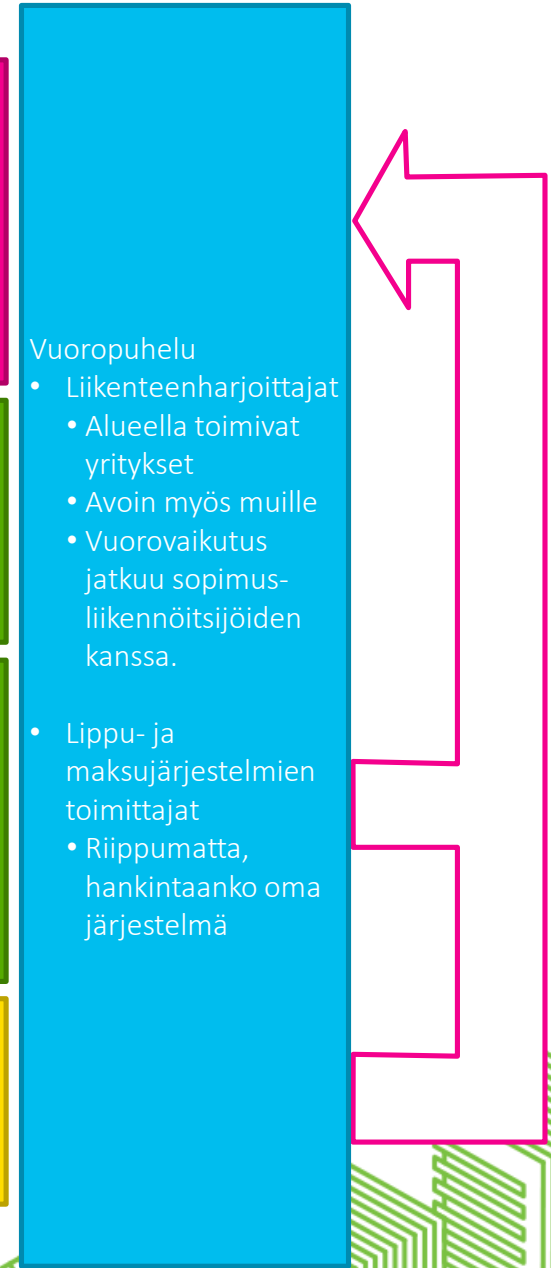 Vuoropuhelu
• Liikenteenharjoittajat
• Alueella toimivat
yritykset
• Avoin myös muille
• Vuorovaikutus
jatkuu sopimus-
liikennöitsijöiden
kanssa.
• Lippu- ja
maksujärjestelmien
toimittajat
• Riippumatta,
hankintaanko oma
järjestelmä